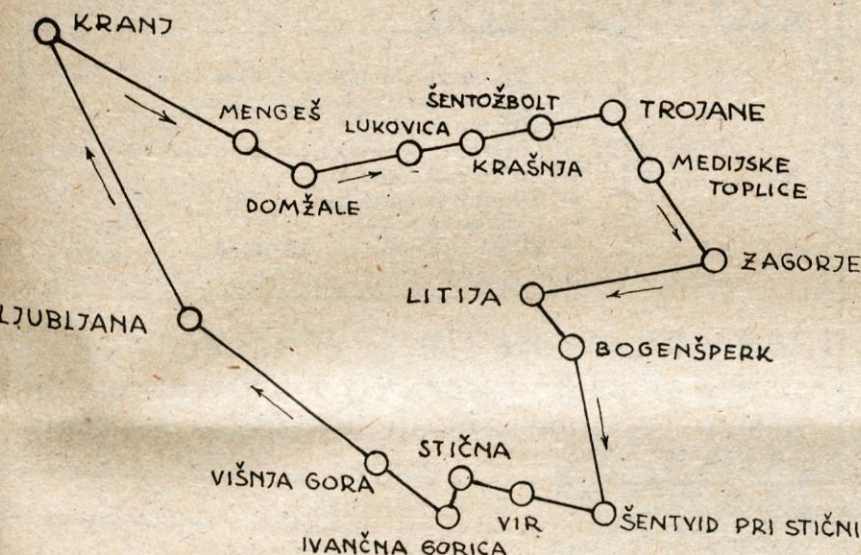 KRANJ
MENGEŠ
DOMŽALE
LUKOVICA
ŠENTOŽBOLT
KRAŠNJA
TROJANE
MEDIJSKE
TOPLICE
ZAGORJE
LITIJA
BOGENŠPERK
ŠENTVID PRI STIČNI
VIR
STIČNA
IVANČNA GORICA
VIŠNJA GORA
LJUBLJANA